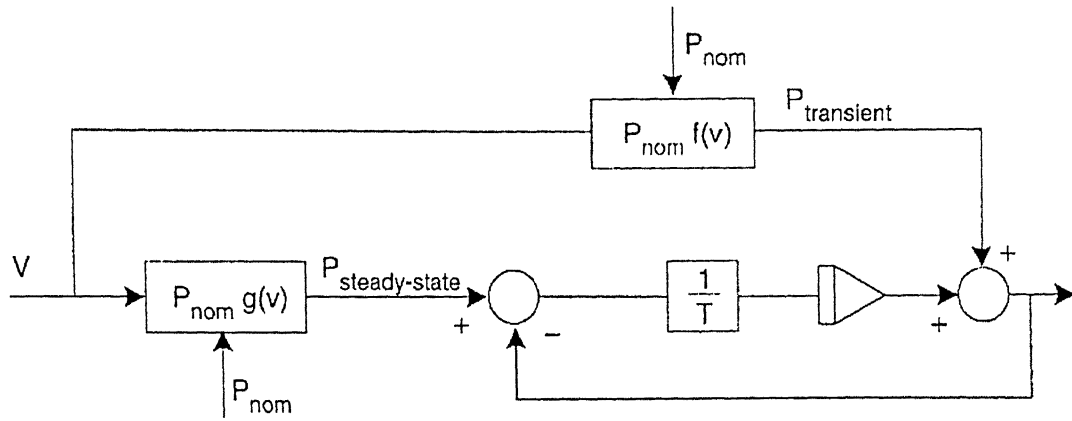 P_nom
P_transient
P_nom f(v)
V
P_steady-state
P_nom g(v)
1
T
+
+
−
+
P_nom